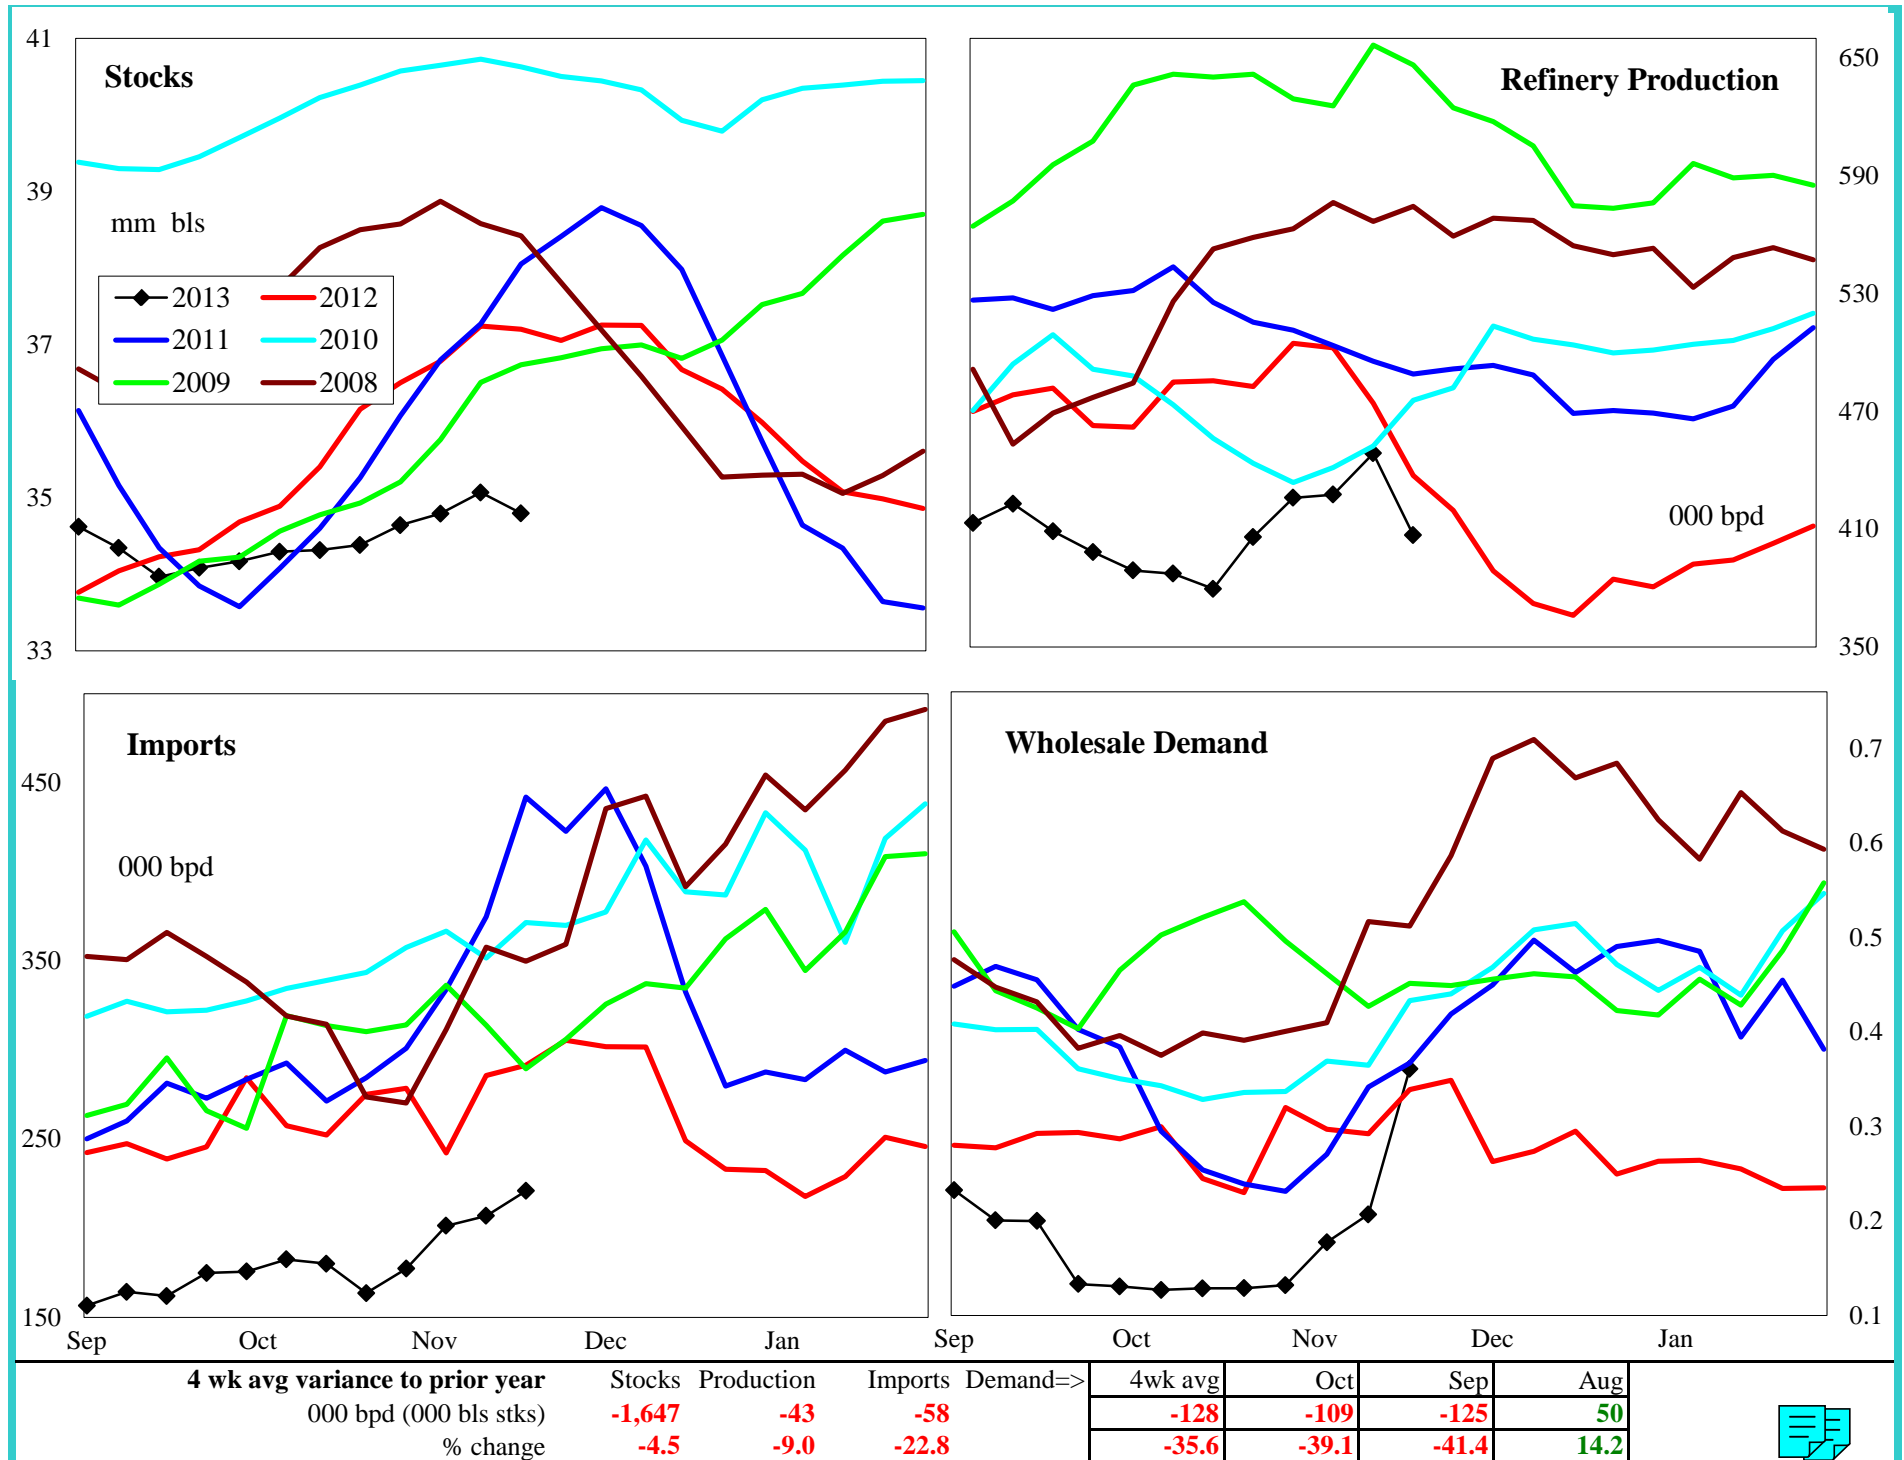 Stocks
mm bls
2013 2012
2011 2010
2009 2008
41
39
37
35
33
Refinery Production
000 bpd
650
590
530
470
410
350
Imports
000 bpd
450
350
250
150
Sep Oct Nov Dec Jan
Wholesale Demand
0.7
0.6
0.5
0.4
0.3
0.2
0.1
Sep Oct Nov Dec Jan
4 wk avg variance to prior year Stocks Production Imports Demand=> 4wk avg Oct Sep Aug
000 bpd (000 bls stks) -1,647 -43 -58 -128 -109 -125 50
% change -4.5 -9.0 -22.8 -35.6 -39.1 -41.4 14.2